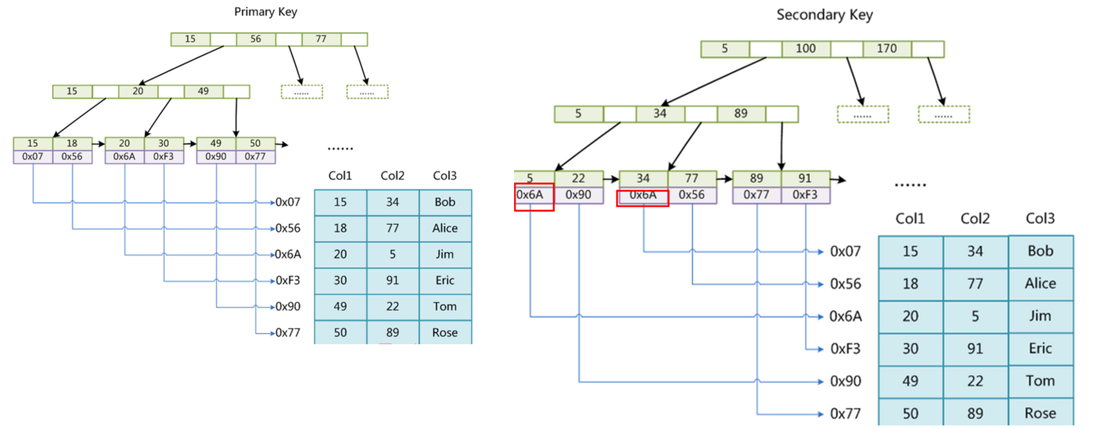 Primary Key
15 56 77
15 20 49
...... ......
15 18 20 30 49 50
0x07 0x56 0x6A 0xF3 0x90 0x77
......
Col1 Col2 Col3
0x07 15 34 Bob
0x56 18 77 Alice
0x6A 20 5 Jim
0xF3 30 91 Eric
0x90 49 22 Tom
0x77 50 89 Rose
Secondary Key
5 100 170
5 34 89
...... ......
5 22 34 77 89 91
0x6A 0x90 0x6A 0x56 0x77 0xF3
......
Col1 Col2 Col3
0x07 15 34 Bob
0x56 18 77 Alice
0x6A 20 5 Jim
0xF3 30 91 Eric
0x90 49 22 Tom
0x77 50 89 Rose